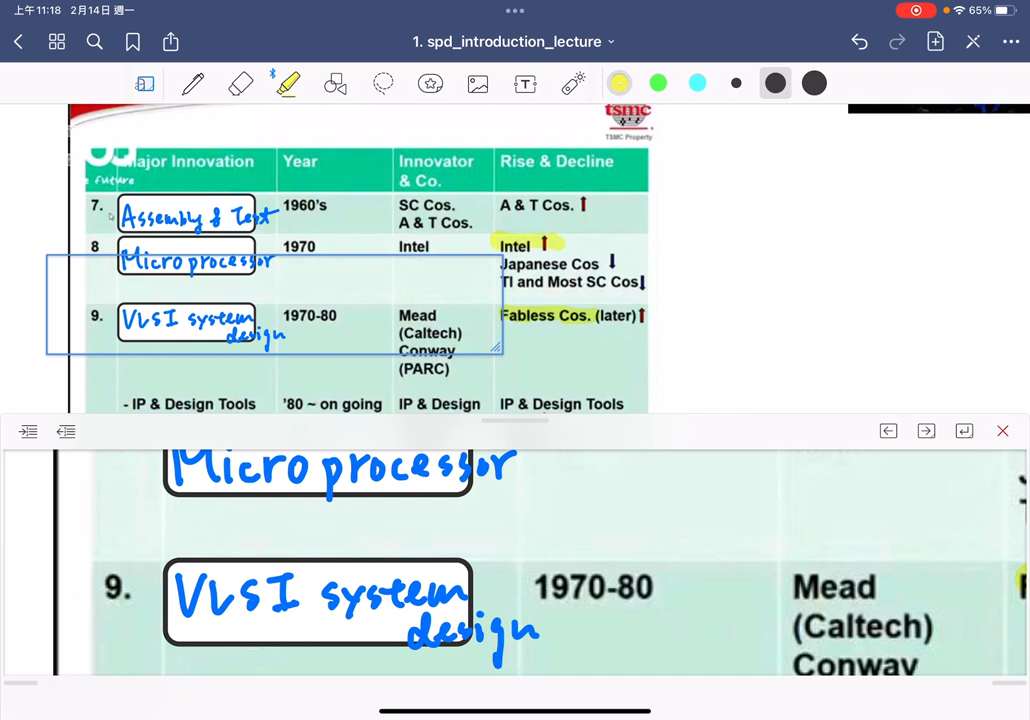 上午11:18 2月14日 週一
65%
1. spd_introduction_lecture
tsmc
TSMC Property
e future
Major Innovation Year Innovator & Co. Rise & Decline
7. Assembly & Test 1960's SC Cos. A & T Cos. A & T Cos. ↑
8 Microprocessor 1970 Intel Intel ↑
Japanese Cos ↓
TI and Most SC Cos↓
9. VLSI system design 1970-80 Mead (Caltech) Conway (PARC) Fabless Cos. (later)↑
- IP & Design Tools '80 ~ on going IP & Design IP & Design Tools
Microprocessor
9. VLSI system design 1970-80 Mead
(Caltech)
Conway